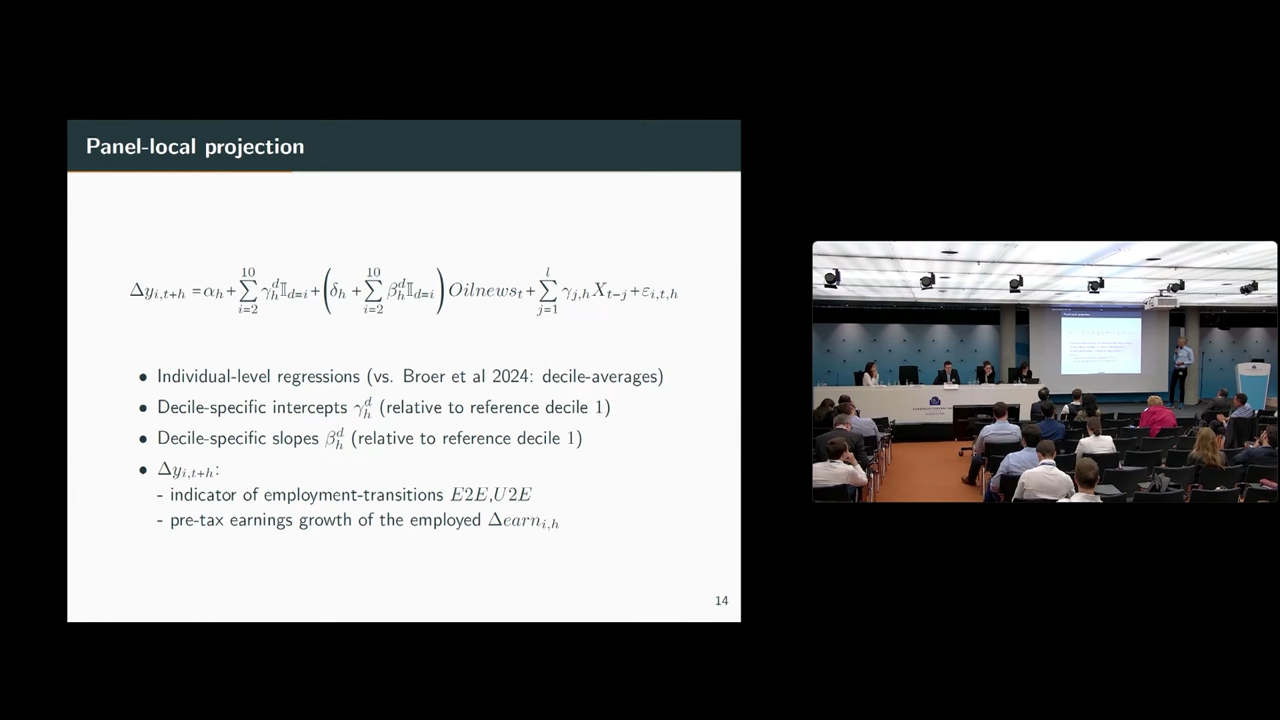 Panel-local projection
Δy_{i,t+h} = α_h + ∑_{i=2}^{10} γ_h^d 𝕀_{d=i} + (δ_h + ∑_{i=2}^{10} β_h^d 𝕀_{d=i}) Oilnews_t + ∑_{j=1}^{l} γ_{j,h} X_{t−j} + ε_{i,t,h}
• Individual-level regressions (vs. Broer et al 2024: decile-averages)
• Decile-specific intercepts γ_h^d (relative to reference decile 1)
• Decile-specific slopes β_h^d (relative to reference decile 1)
• Δy_{i,t+h}:
- indicator of employment-transitions E2E,U2E
- pre-tax earnings growth of the employed Δearn_{i,h}
14